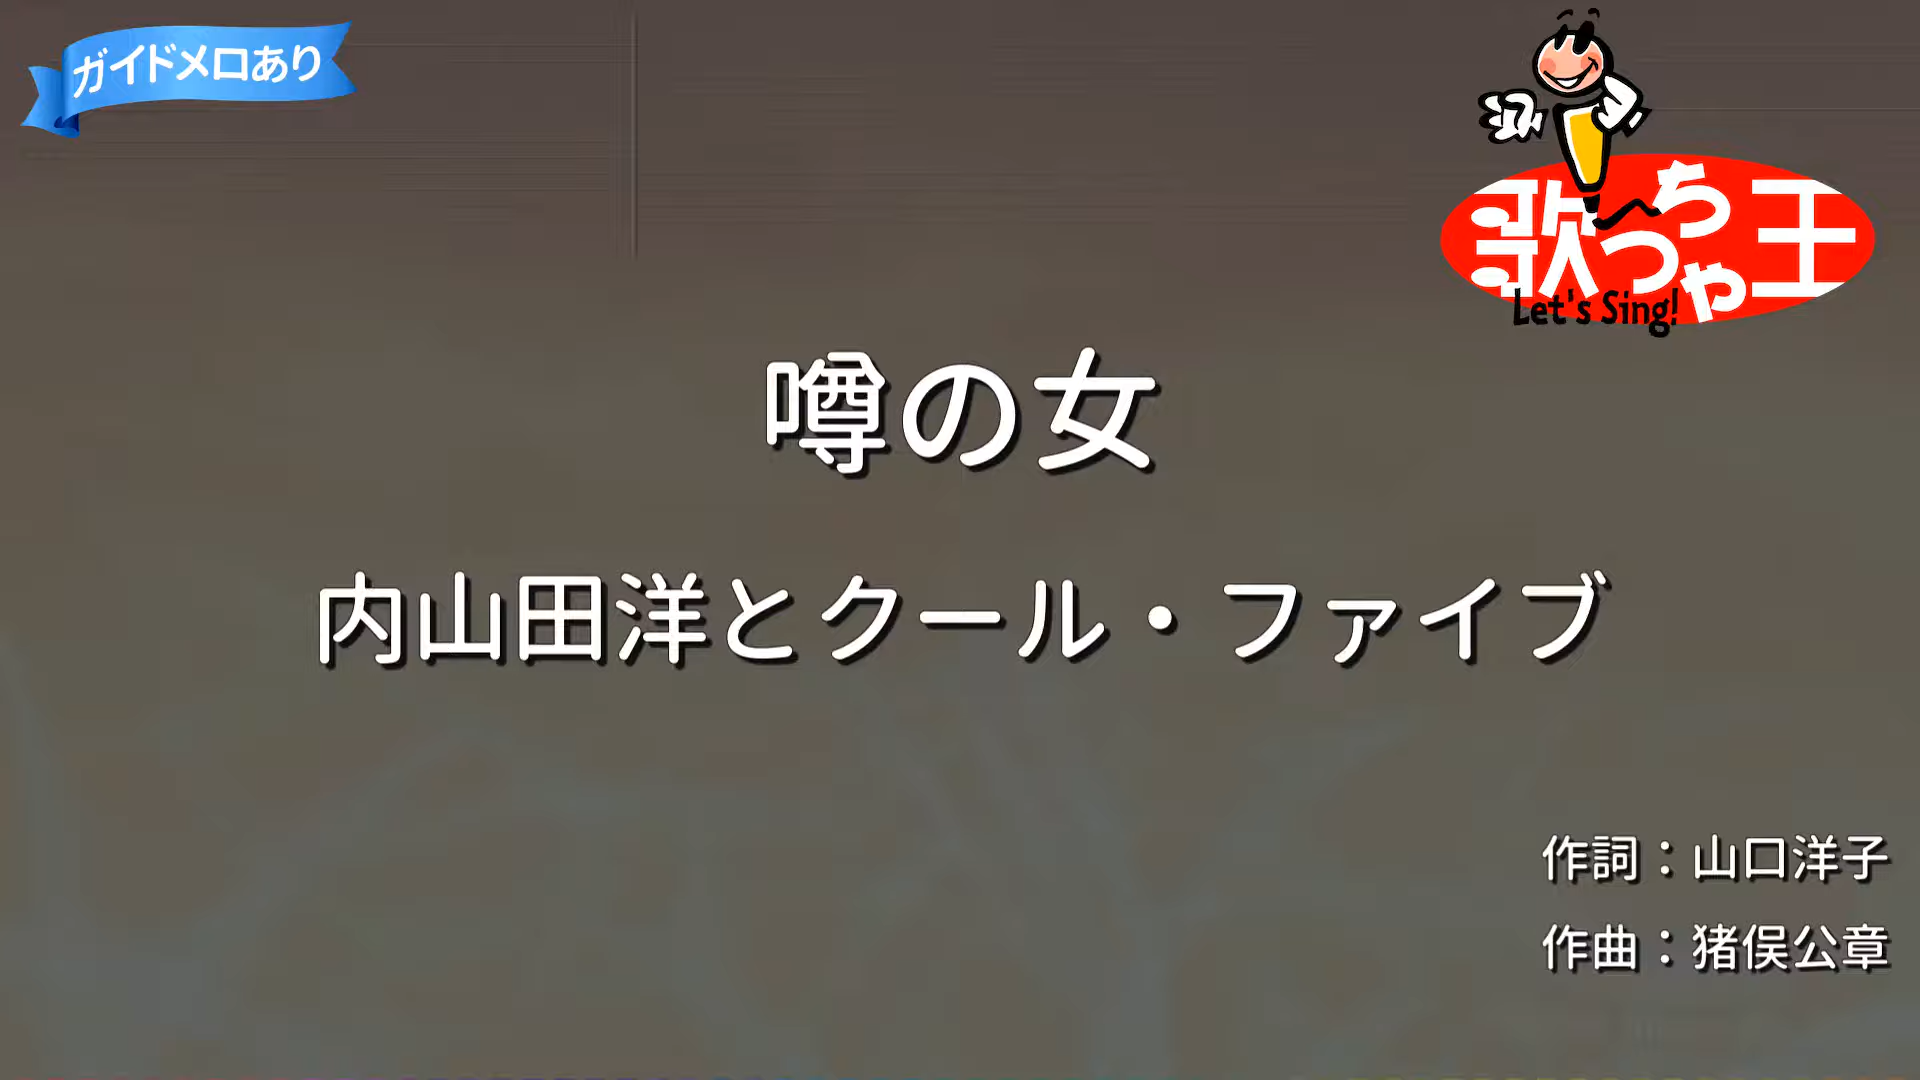 ガイドメロあり
歌っちゃ王
Let's Sing!
噂の女
内山田洋とクール・ファイブ
作詞：山口洋子
作曲：猪俣公章